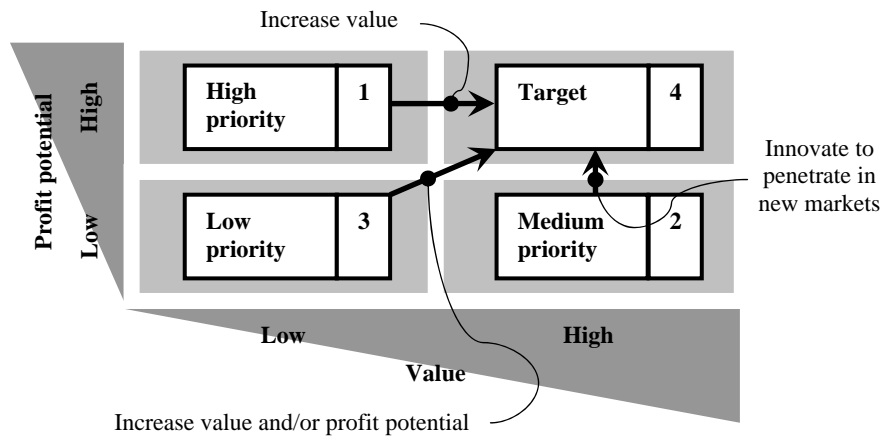 Increase value
High
priority
1
Target
4
Profit potential
High
Low
Innovate to
penetrate in
new markets
Low
priority
3
Medium
priority
2
Low
High
Value
Increase value and/or profit potential